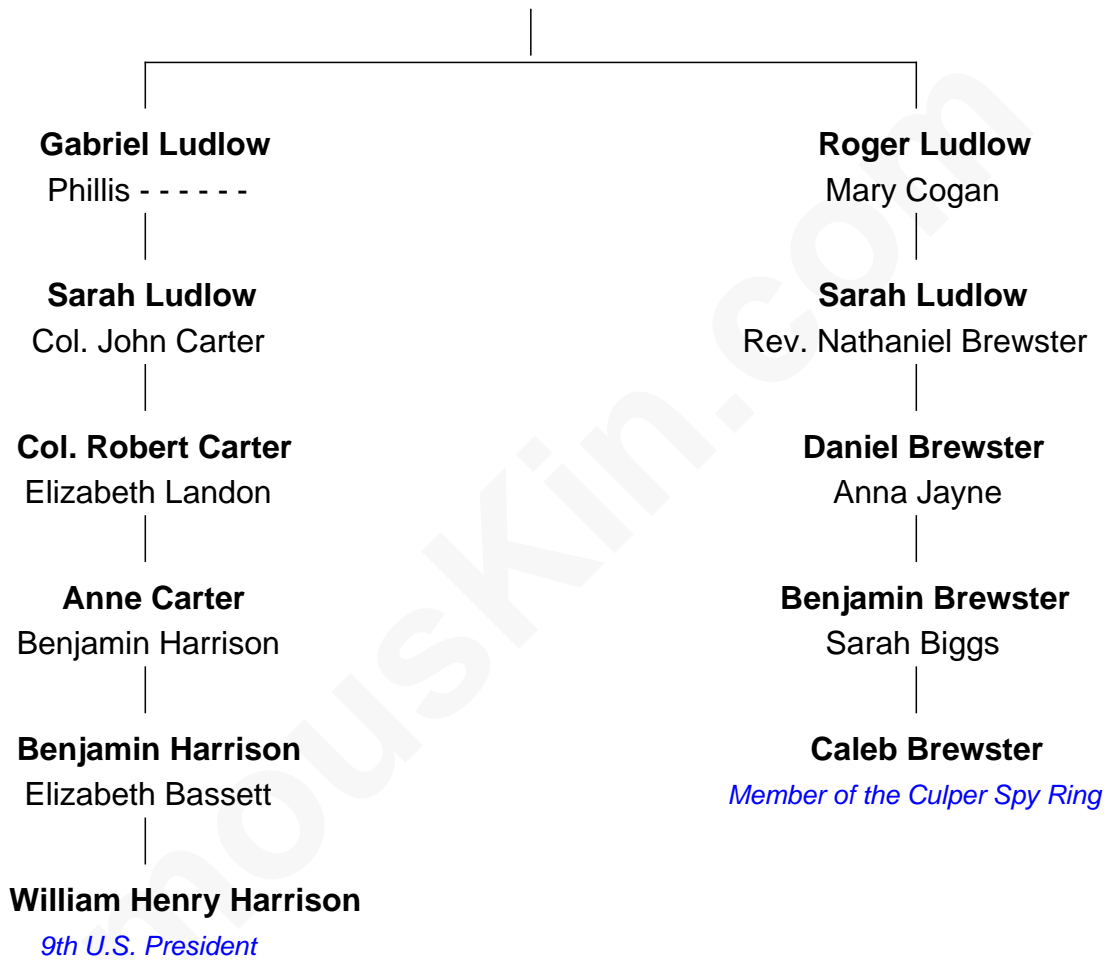 Gabriel Ludlow
Phillis - - - - - -
Sarah Ludlow
Col. John Carter
Col. Robert Carter
Elizabeth Landon
Anne Carter
Benjamin Harrison
Benjamin Harrison
Elizabeth Bassett
William Henry Harrison
9th U.S. President
Roger Ludlow
Mary Cogan
Sarah Ludlow
Rev. Nathaniel Brewster
Daniel Brewster
Anna Jayne
Benjamin Brewster
Sarah Biggs
Caleb Brewster
Member of the Culper Spy Ring
mouskin.com